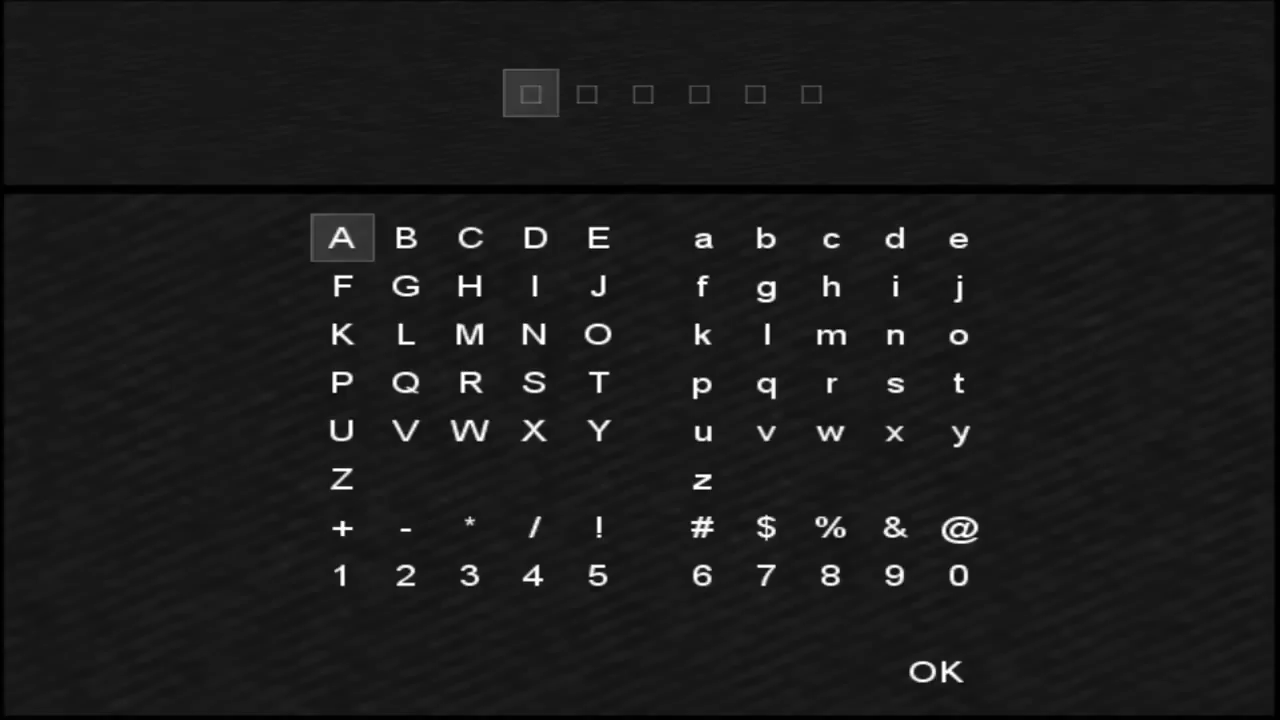 □ □ □ □ □ □
A B C D E a b c d e
F G H I J f g h i j
K L M N O k l m n o
P Q R S T p q r s t
U V W X Y u v w x y
Z z
+ - * / ! # $ % & @
1 2 3 4 5 6 7 8 9 0
OK